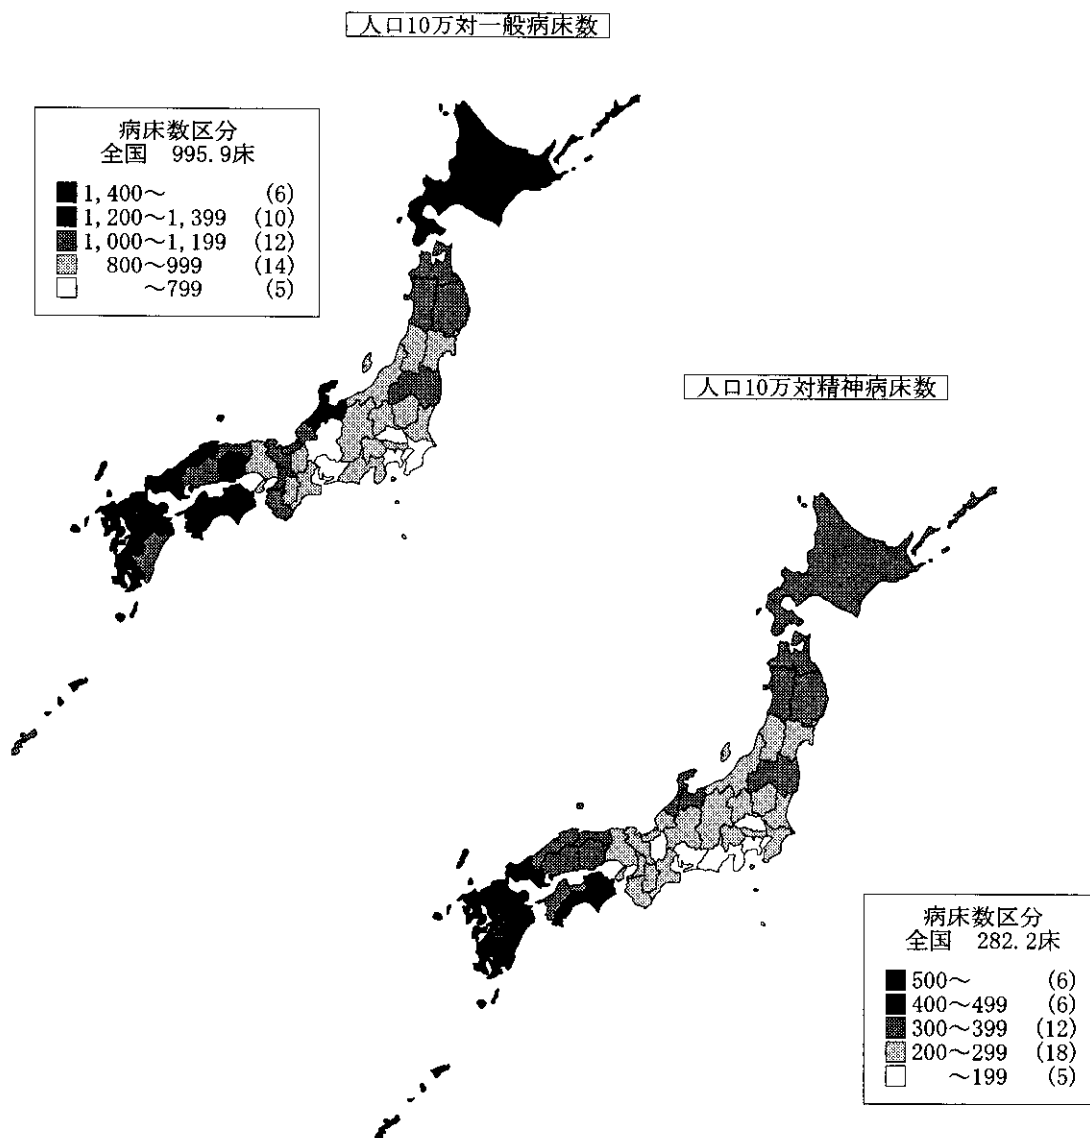 人口10万対一般病床数
病床数区分
全国 995.9床
1,400～ (6)
1,200～1,399 (10)
1,000～1,199 (12)
800～999 (14)
～799 (5)
人口10万対精神病床数
病床数区分
全国 282.2床
500～ (6)
400～499 (6)
300～399 (12)
200～299 (18)
～199 (5)